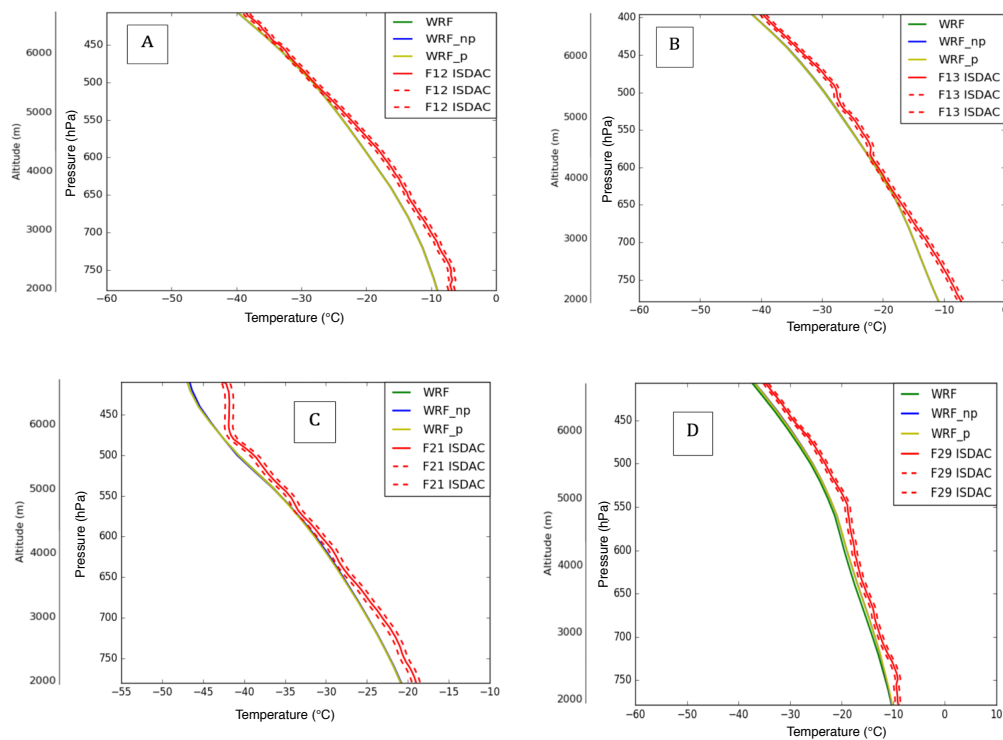 A
WRF
WRF_np
WRF_p
F12 ISDAC
F12 ISDAC
F12 ISDAC
Altitude (m)
6000
5000
4000
3000
2000
Pressure (hPa)
450
500
550
600
650
700
750
−60 −50 −40 −30 −20 −10 0
Temperature (°C)
B
WRF
WRF_np
WRF_p
F13 ISDAC
F13 ISDAC
F13 ISDAC
Altitude (m)
6000
5000
4000
3000
2000
Pressure (hPa)
400
450
500
550
600
650
700
750
−60 −50 −40 −30 −20 −10 0
Temperature (°C)
C
WRF
WRF_np
WRF_p
F21 ISDAC
F21 ISDAC
F21 ISDAC
Altitude (m)
6000
5000
4000
3000
2000
Pressure (hPa)
450
500
550
600
650
700
750
−55 −50 −45 −40 −35 −30 −25 −20 −15 −10
Temperature (°C)
D
WRF
WRF_np
WRF_p
F29 ISDAC
F29 ISDAC
F29 ISDAC
Altitude (m)
6000
5000
4000
3000
2000
Pressure (hPa)
450
500
550
600
650
700
750
−60 −50 −40 −30 −20 −10 0 10
Temperature (°C)